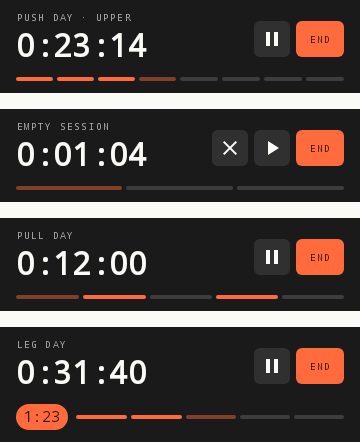 PUSH DAY · UPPER
0:23:14
END
EMPTY SESSION
0:01:04
END
PULL DAY
0:12:00
END
LEG DAY
0:31:40
END
1:23